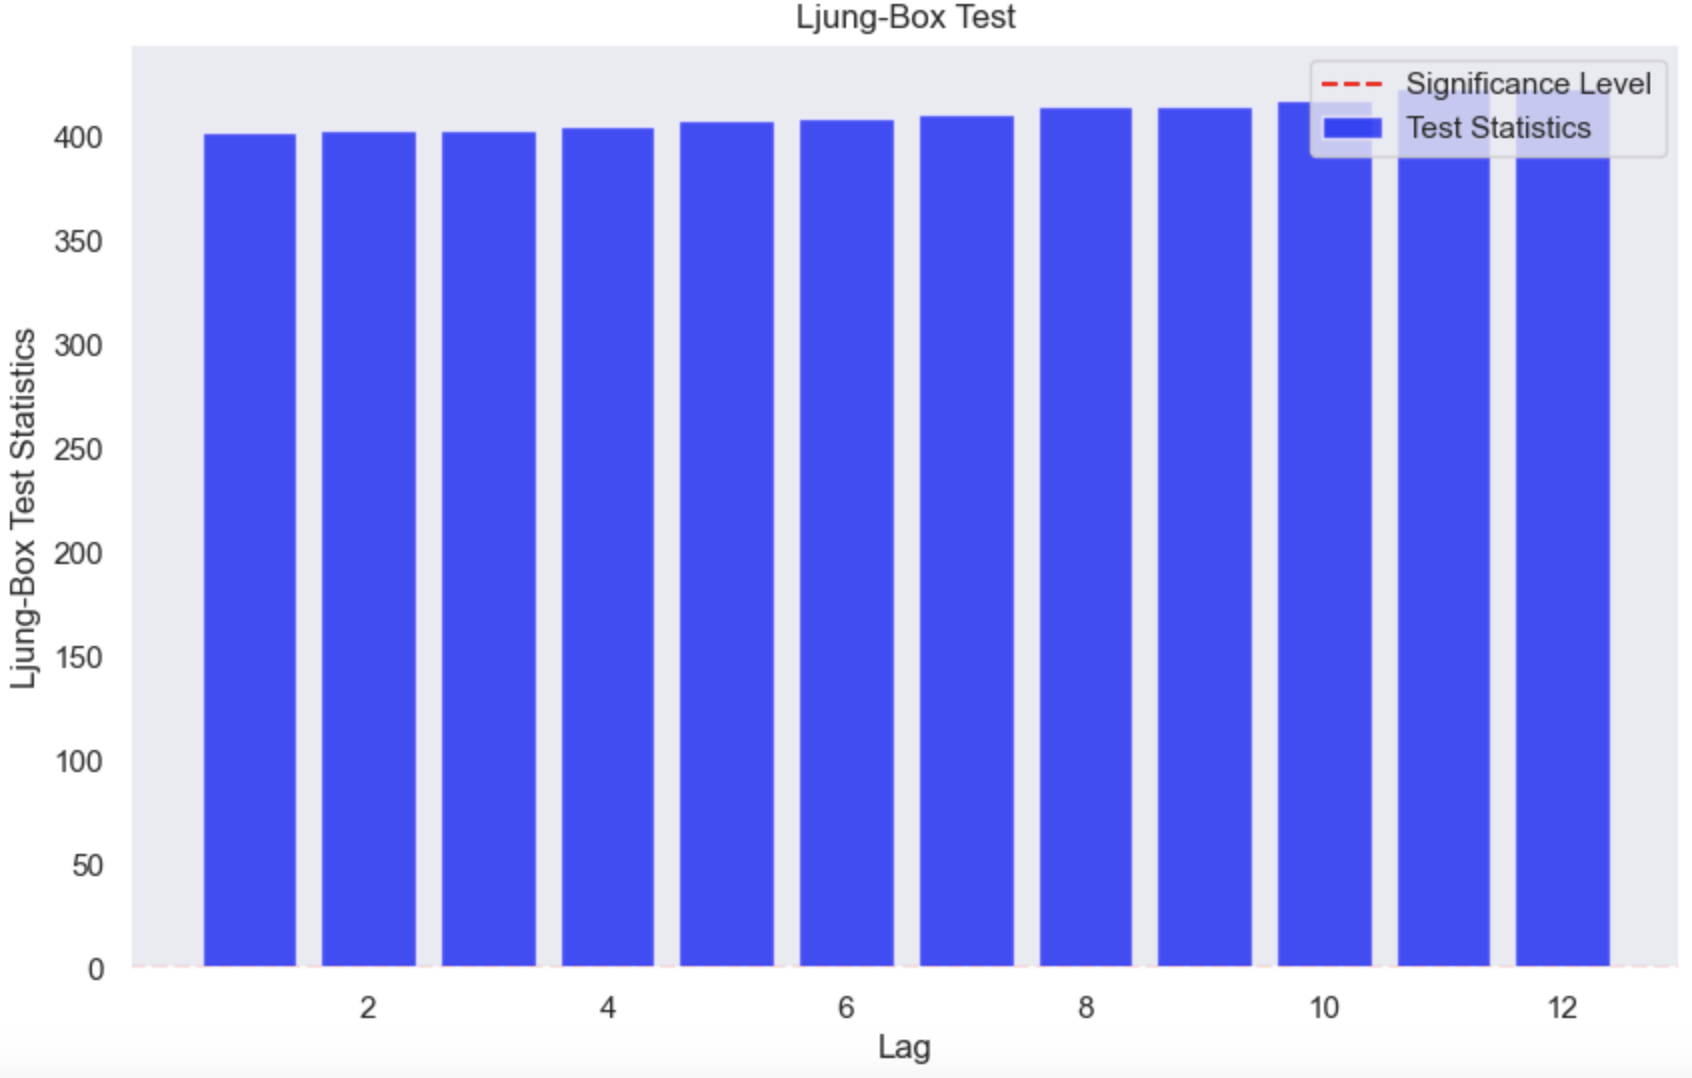 Ljung-Box Test
Significance Level
Test Statistics
Ljung-Box Test Statistics
400
350
300
250
200
150
100
50
0
2 4 6 8 10 12
Lag